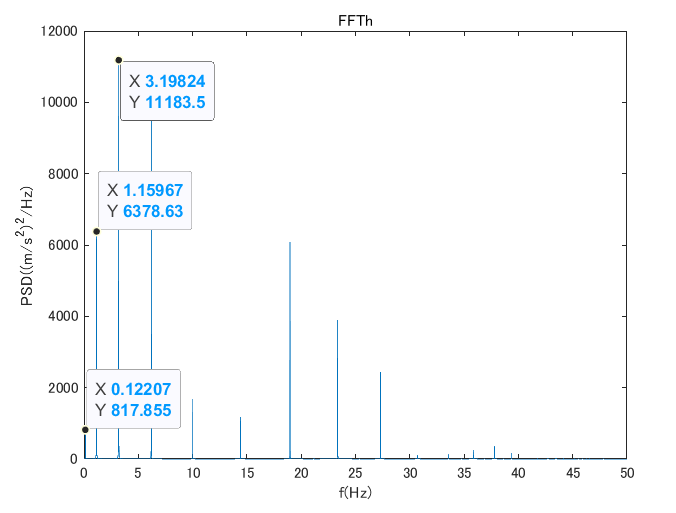 FFTh
12000
10000
8000
6000
4000
2000
0
PSD((m/s²)²/Hz)
X 3.19824
Y 11183.5
X 1.15967
Y 6378.63
X 0.12207
Y 817.855
0 5 10 15 20 25 30 35 40 45 50
f(Hz)